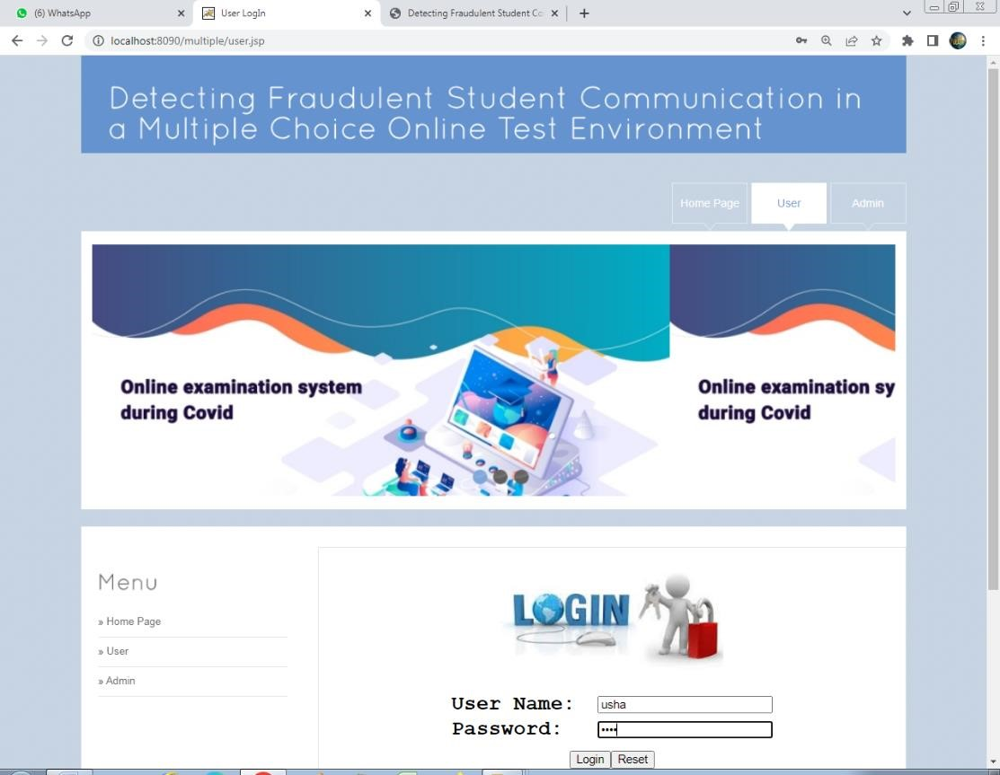 (6) WhatsApp
User LogIn
Detecting Fraudulent Student Co
localhost:8090/multiple/user.jsp
Detecting Fraudulent Student Communication in
a Multiple Choice Online Test Environment
Home Page
User
Admin
Online examination system
during Covid
Online examination sy
during Covid
Menu
» Home Page
» User
» Admin
LOGIN
User Name: usha
Password: ••••
Login Reset